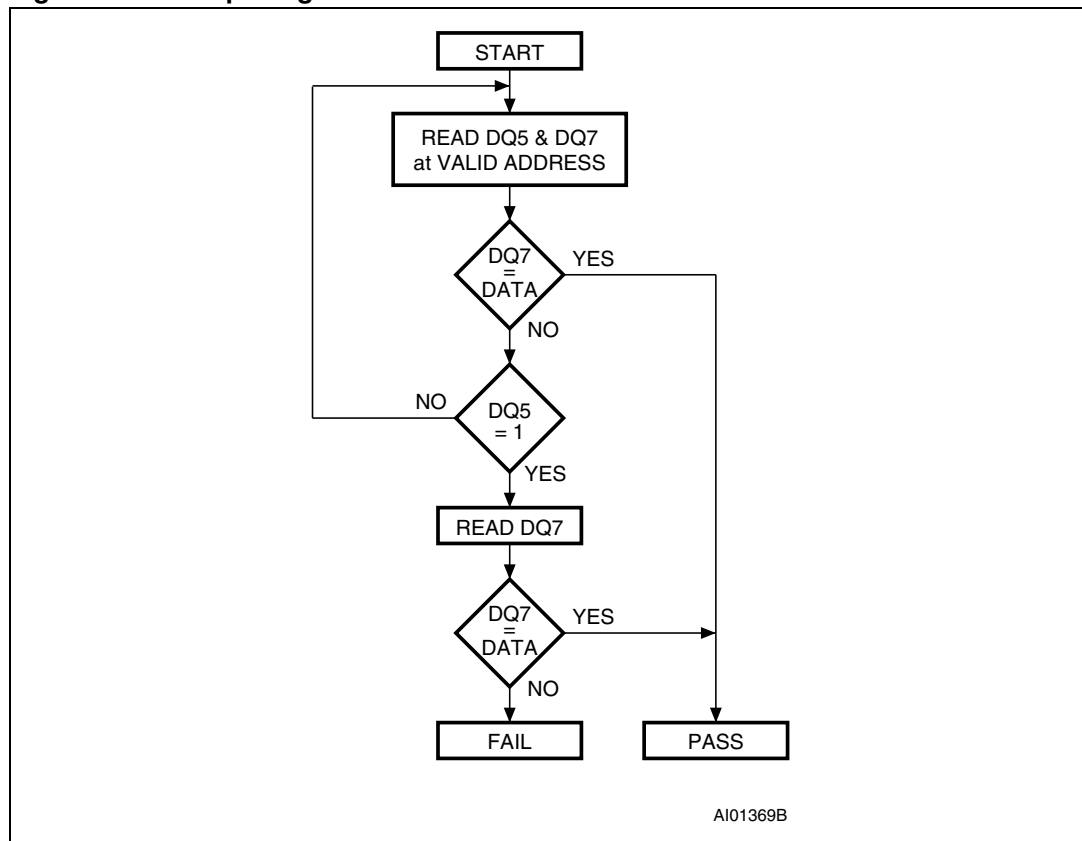 START
READ DQ5 & DQ7
at VALID ADDRESS
DQ7
=
DATA
YES
NO
NO
DQ5
= 1
YES
READ DQ7
DQ7
=
DATA
YES
NO
FAIL
PASS
AI01369B